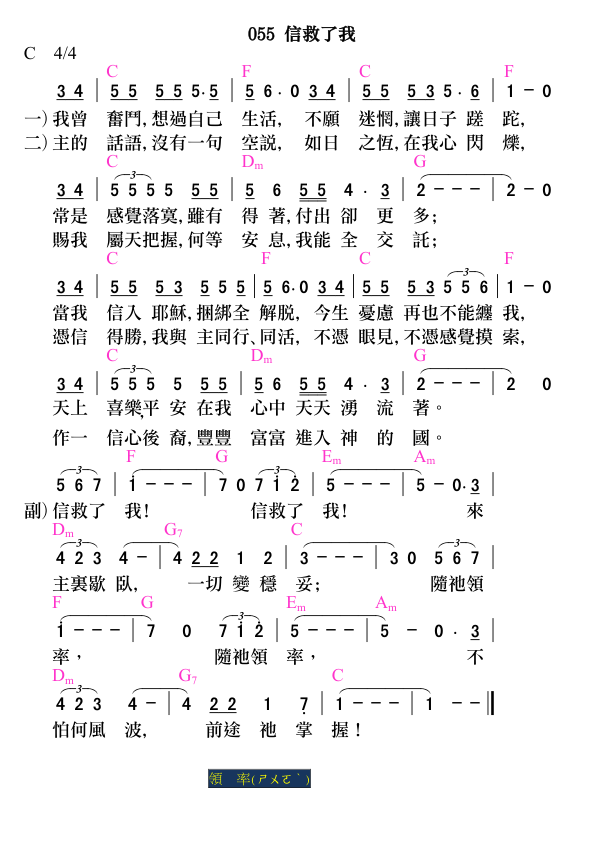 055 信救了我
C 4/4
C F C F
3 4 | 5 5 5 5 5·5 | 5 6·0 3 4 | 5 5 5 3 5·6 | 1 - 0
一)我曾 奮鬥,想過自己 生活, 不願 迷惘,讓日子 蹉 跎,
二)主的 話語,沒有一句 空説, 如日 之恆,在我心 閃 爍,
C Dm G
3 4 | 5 5 5 5 5 5 | 5 6 5 5 4 · 3 | 2 - - - | 2 - 0
常是 感覺落寞,雖有 得 著,付出 卻 更 多;
賜我 屬天把握,何等 安 息,我能 全 交 託;
C F C F
3 4 | 5 5 5 3 5 5 5 | 5 6·0 3 4 | 5 5 5 3 5 5 6 | 1 - 0
當我 信入 耶穌,捆綁全 解脱, 今生 憂慮 再也不能纏 我,
憑信 得勝,我與 主同行、同活, 不憑 眼見,不憑感覺摸 索,
C Dm G
3 4 | 5 5 5 5 5 5 | 5 6 5 5 4 · 3 | 2 - - - | 2 0
天上 喜樂,平 安 在我 心中 天天 湧 流 著。
作一 信心後 裔,豐豐 富富 進入 神 的 國。
F G Em Am
5 6 7 | 1 - - - | 7 0 7 1 2 | 5 - - - | 5 - 0·3 |
副)信救了 我! 信救了 我! 來
Dm G7 C
4 2 3 4 - | 4 2 2 1 2 | 3 - - - | 3 0 5 6 7 |
主裏歇 臥, 一切 變 穩 妥; 隨祂領
F G Em Am
1 - - - | 7 0 7 1 2 | 5 - - - | 5 - 0 · 3 |
率, 隨祂領 率, 不
Dm G7 C
4 2 3 4 - | 4 2 2 1 7 | 1 - - - | 1 - - ||
怕何風 波, 前途 祂 掌 握!
領 率(ㄕㄨㄛˋ)